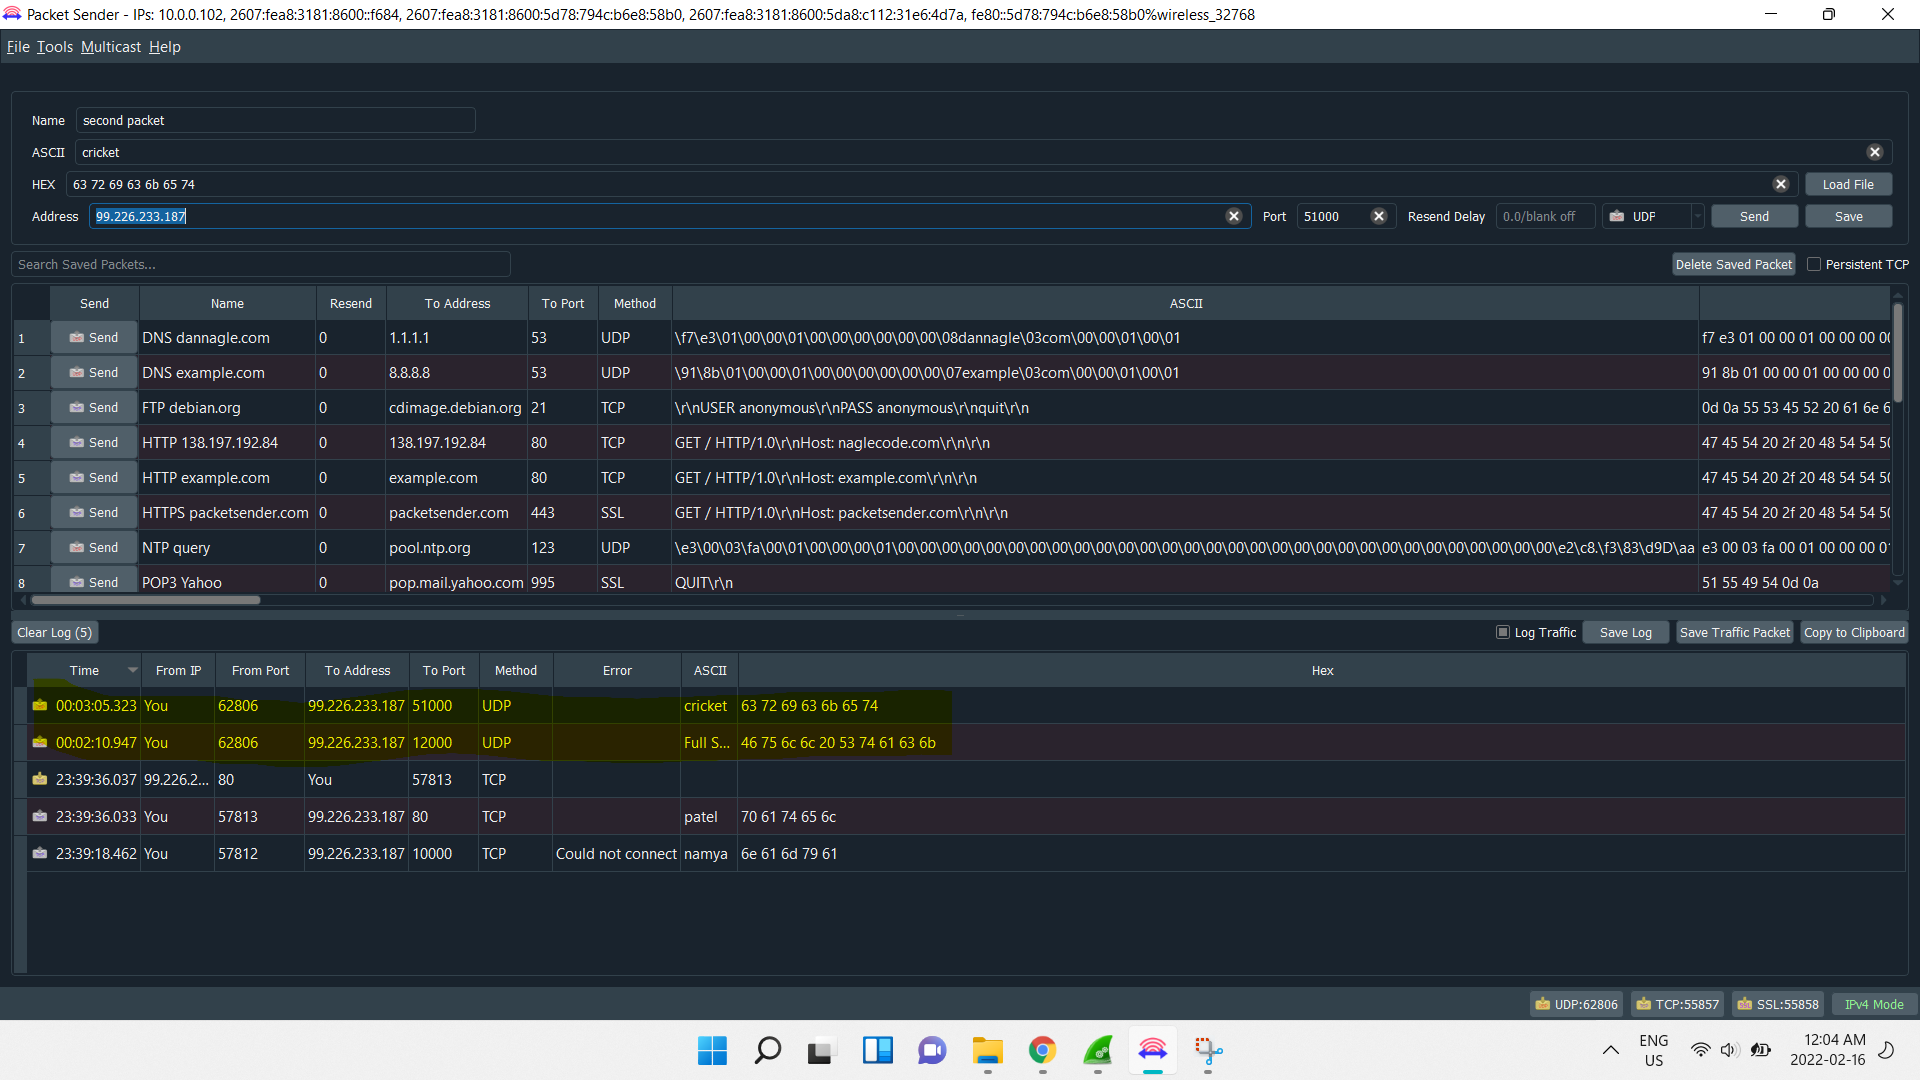 Packet Sender - IPs: 10.0.0.102, 2607:fea8:3181:8600::f684, 2607:fea8:3181:8600:5d78:794c:b6e8:58b0, 2607:fea8:3181:8600:5da8:c112:31e6:4d7a, fe80::5d78:794c:b6e8:58b0%wireless_32768
File Tools Multicast Help
Name second packet
ASCII cricket
HEX 63 72 69 63 6b 65 74 Load File
Address 99.226.233.187 Port 51000 Resend Delay 0.0/blank off UDP Send Save
Search Saved Packets... Delete Saved Packet Persistent TCP
Send Name Resend To Address To Port Method ASCII
1 Send DNS dannagle.com 0 1.1.1.1 53 UDP \f7\e3\01\00\00\01\00\00\00\00\00\00\08dannagle\03com\00\00\01\00\01 f7 e3 01 00 00 01 00 00 00 00
2 Send DNS example.com 0 8.8.8.8 53 UDP \91\8b\01\00\00\01\00\00\00\00\00\00\07example\03com\00\00\01\00\01 91 8b 01 00 00 01 00 00 00 0
3 Send FTP debian.org 0 cdimage.debian.org 21 TCP \r\nUSER anonymous\r\nPASS anonymous\r\nquit\r\n 0d 0a 55 53 45 52 20 61 6e 6
4 Send HTTP 138.197.192.84 0 138.197.192.84 80 TCP GET / HTTP/1.0\r\nHost: naglecode.com\r\n\r\n 47 45 54 20 2f 20 48 54 54 50
5 Send HTTP example.com 0 example.com 80 TCP GET / HTTP/1.0\r\nHost: example.com\r\n\r\n 47 45 54 20 2f 20 48 54 54 50
6 Send HTTPS packetsender.com 0 packetsender.com 443 SSL GET / HTTP/1.0\r\nHost: packetsender.com\r\n\r\n 47 45 54 20 2f 20 48 54 54 50
7 Send NTP query 0 pool.ntp.org 123 UDP \e3\00\03\fa\00\01\00\00\00\01\00\00\00\00\00\00\00\00\00\00\00\00\00\00\00\00\00\00\00\00\00\00\00\00\00\00\00\00\00\00\e2\c8.\f3\83\d9D\aa e3 00 03 fa 00 01 00 00 00 01
8 Send POP3 Yahoo 0 pop.mail.yahoo.com 995 SSL QUIT\r\n 51 55 49 54 0d 0a
Clear Log (5) Log Traffic Save Log Save Traffic Packet Copy to Clipboard
Time From IP From Port To Address To Port Method Error ASCII Hex
00:03:05.323 You 62806 99.226.233.187 51000 UDP cricket 63 72 69 63 6b 65 74
00:02:10.947 You 62806 99.226.233.187 12000 UDP Full S... 46 75 6c 6c 20 53 74 61 63 6b
23:39:36.037 99.226.2... 80 You 57813 TCP
23:39:36.033 You 57813 99.226.233.187 80 TCP patel 70 61 74 65 6c
23:39:18.462 You 57812 99.226.233.187 10000 TCP Could not connect namya 6e 61 6d 79 61
UDP:62806 TCP:55857 SSL:55858 IPv4 Mode
ENG US 12:04 AM
2022-02-16